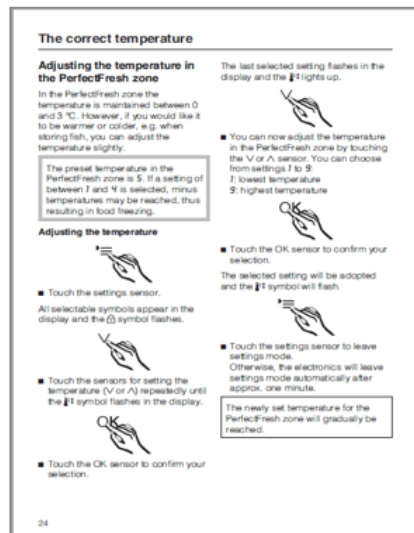 The correct temperature
Adjusting the temperature in
the PerfectFresh zone
In the PerfectFresh zone the
temperature is maintained between 0
and 3 °C. However, if you would like it
to be warmer or colder, e.g. when
storing fish, you can adjust the
temperature slightly.
The preset temperature in the
PerfectFresh zone is 5. If a setting of
between 1 and 4 is selected, minus
temperatures may be reached, thus
resulting in food freezing.
Adjusting the temperature
■ Touch the settings sensor.
All selectable symbols appear in the
display and the symbol flashes.
■ Touch the sensors for setting the
temperature (∨ or ∧) repeatedly until
the symbol flashes in the display.
OK
■ Touch the OK sensor to confirm your
selection.
The last selected setting flashes in the
display and the lights up.
■ You can now adjust the temperature
in the PerfectFresh zone by touching
the ∨ or ∧ sensor. You can choose
from settings 1 to 9:
1: lowest temperature
9: highest temperature
OK
■ Touch the OK sensor to confirm your
selection.
The selected setting will be adopted
and the symbol will flash.
■ Touch the settings sensor to leave
settings mode.
Otherwise, the electronics will leave
settings mode automatically after
approx. one minute.
The newly set temperature for the
PerfectFresh zone will gradually be
reached.
24